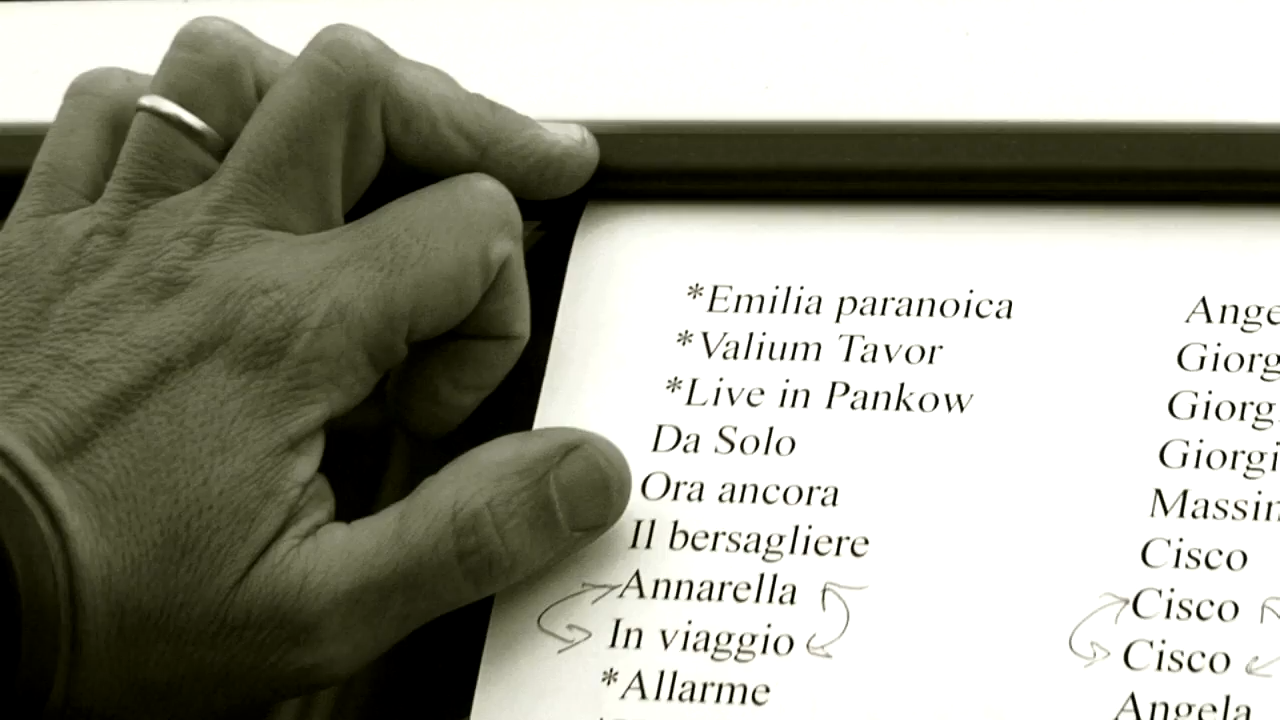 *Emilia paranoica
*Valium Tavor
*Live in Pankow
Da Solo
Ora ancora
Il bersagliere
Annarella
In viaggio
*Allarme
Cisco
Cisco
Cisco
Angela